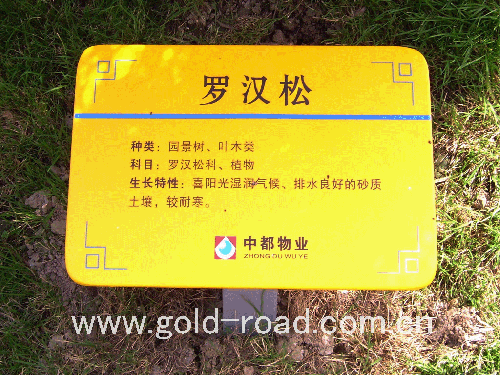 罗汉松
种类：园景树、叶木类
科目：罗汉松科、植物
生长特性：喜阳光湿润气候、排水良好的砂质
土壤，较耐寒。
中都物业
ZHONG DU WU YE
www.gold-road.com.cn